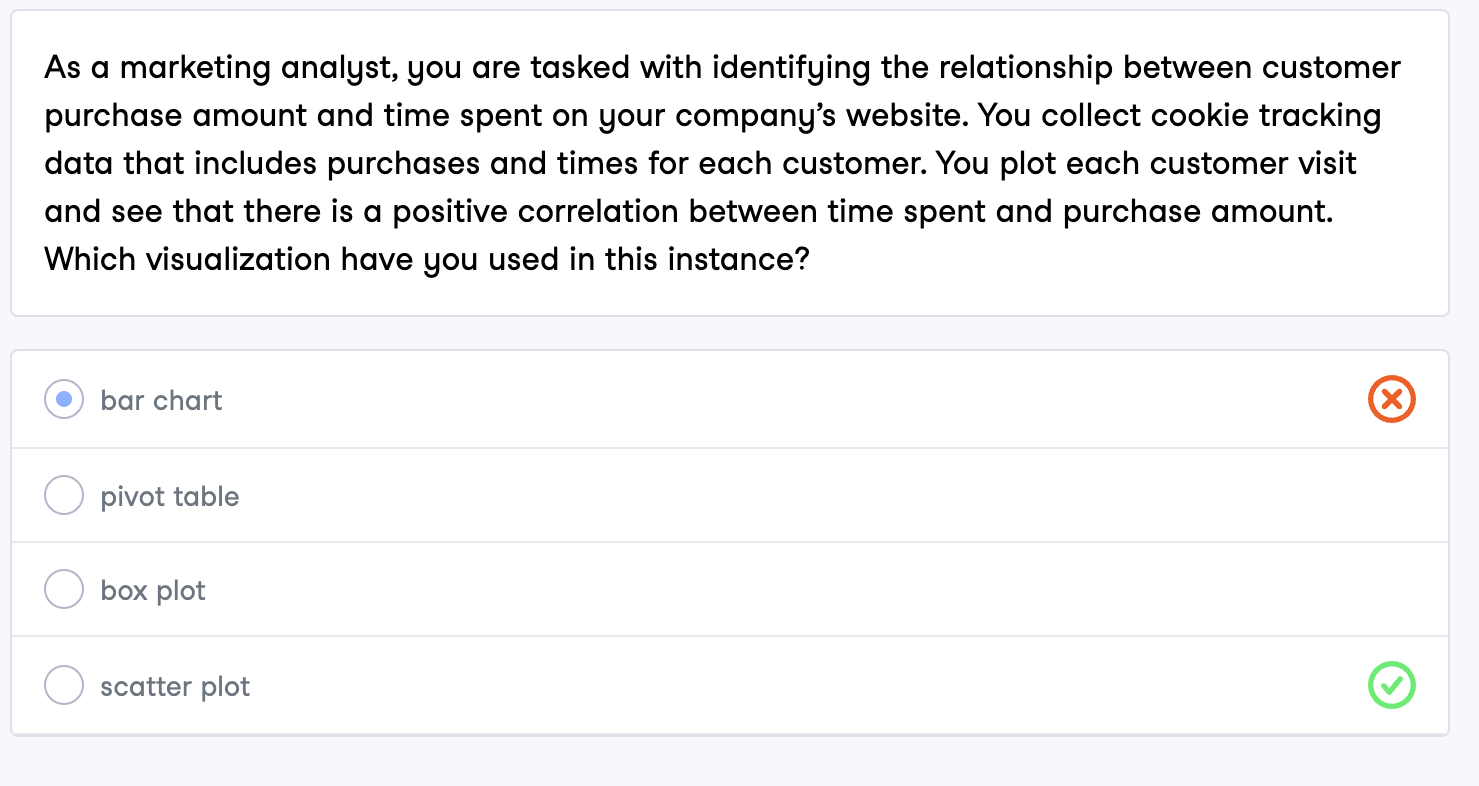 As a marketing analyst, you are tasked with identifying the relationship between customer
purchase amount and time spent on your company’s website. You collect cookie tracking
data that includes purchases and times for each customer. You plot each customer visit
and see that there is a positive correlation between time spent and purchase amount.
Which visualization have you used in this instance?
bar chart
pivot table
box plot
scatter plot